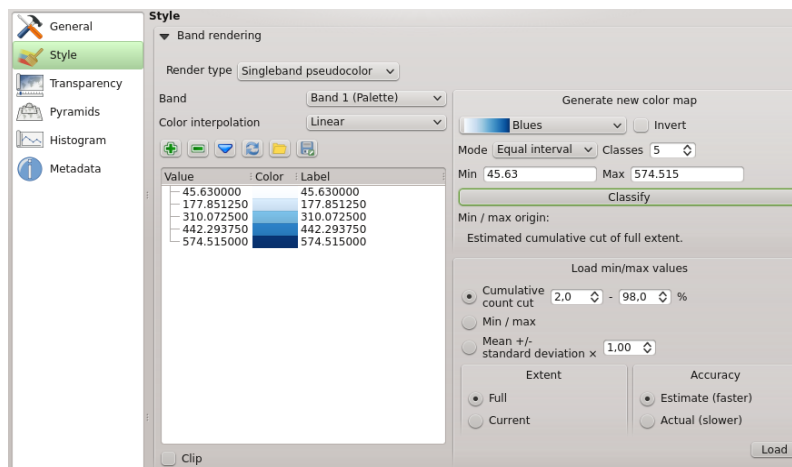 General
Style
Transparency
Pyramids
Histogram
Metadata
Style
Band rendering
Render type Singleband pseudocolor
Band Band 1 (Palette)
Color interpolation Linear
Value Color Label
45.630000 45.630000
177.851250 177.851250
310.072500 310.072500
442.293750 442.293750
574.515000 574.515000
Clip
Generate new color map
Blues Invert
Mode Equal interval Classes 5
Min 45.63 Max 574.515
Classify
Min / max origin:
Estimated cumulative cut of full extent.
Load min/max values
Cumulative
count cut 2,0 - 98,0 %
Min / max
Mean +/-
standard deviation × 1,00
Extent
Full
Current
Accuracy
Estimate (faster)
Actual (slower)
Load